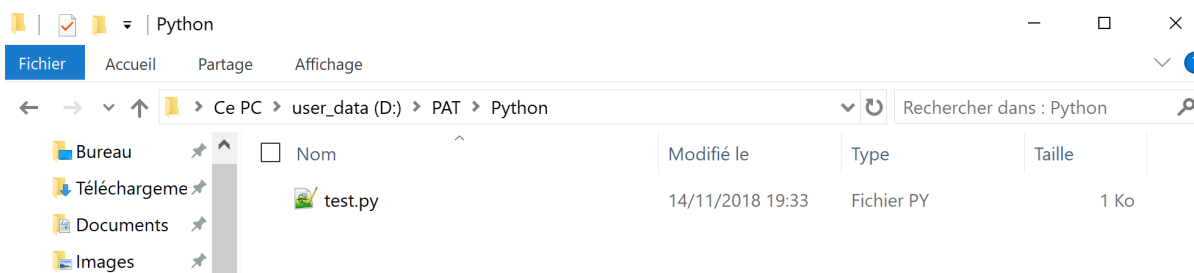 Python
Fichier Accueil Partage Affichage
Ce PC user_data (D:) PAT Python Rechercher dans : Python
Bureau Nom Modifié le Type Taille
Téléchargeme test.py 14/11/2018 19:33 Fichier PY 1 Ko
Documents
Images